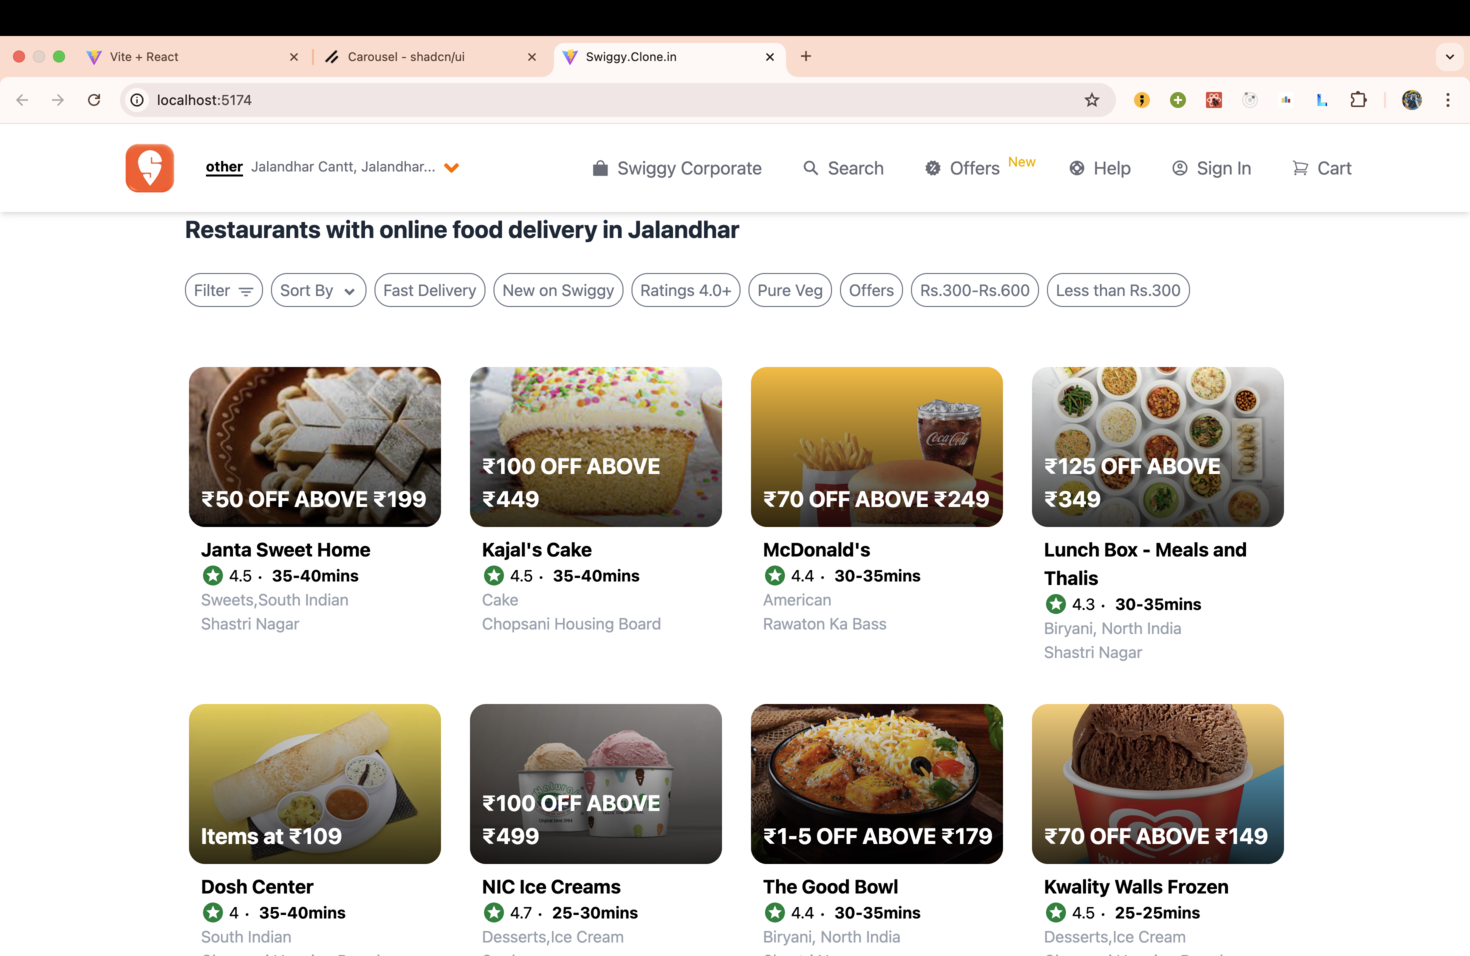 Vite + React
Carousel - shadcn/ui
Swiggy.Clone.in
localhost:5174
other Jalandhar Cantt, Jalandhar...
Swiggy Corporate
Search
Offers New
Help
Sign In
Cart
Restaurants with online food delivery in Jalandhar
Filter
Sort By
Fast Delivery
New on Swiggy
Ratings 4.0+
Pure Veg
Offers
Rs.300-Rs.600
Less than Rs.300
₹50 OFF ABOVE ₹199
Janta Sweet Home
4.5 · 35-40mins
Sweets,South Indian
Shastri Nagar
₹100 OFF ABOVE
₹449
Kajal's Cake
4.5 · 35-40mins
Cake
Chopsani Housing Board
Coca-Cola
₹70 OFF ABOVE ₹249
McDonald's
4.4 · 30-35mins
American
Rawaton Ka Bass
₹125 OFF ABOVE
₹349
Lunch Box - Meals and
Thalis
4.3 · 30-35mins
Biryani, North India
Shastri Nagar
Items at ₹109
Dosh Center
4 · 35-40mins
South Indian
₹100 OFF ABOVE
₹499
NIC Ice Creams
4.7 · 25-30mins
Desserts,Ice Cream
₹1-5 OFF ABOVE ₹179
The Good Bowl
4.4 · 30-35mins
Biryani, North India
₹70 OFF ABOVE ₹149
Kwality Walls Frozen
4.5 · 25-25mins
Desserts,Ice Cream